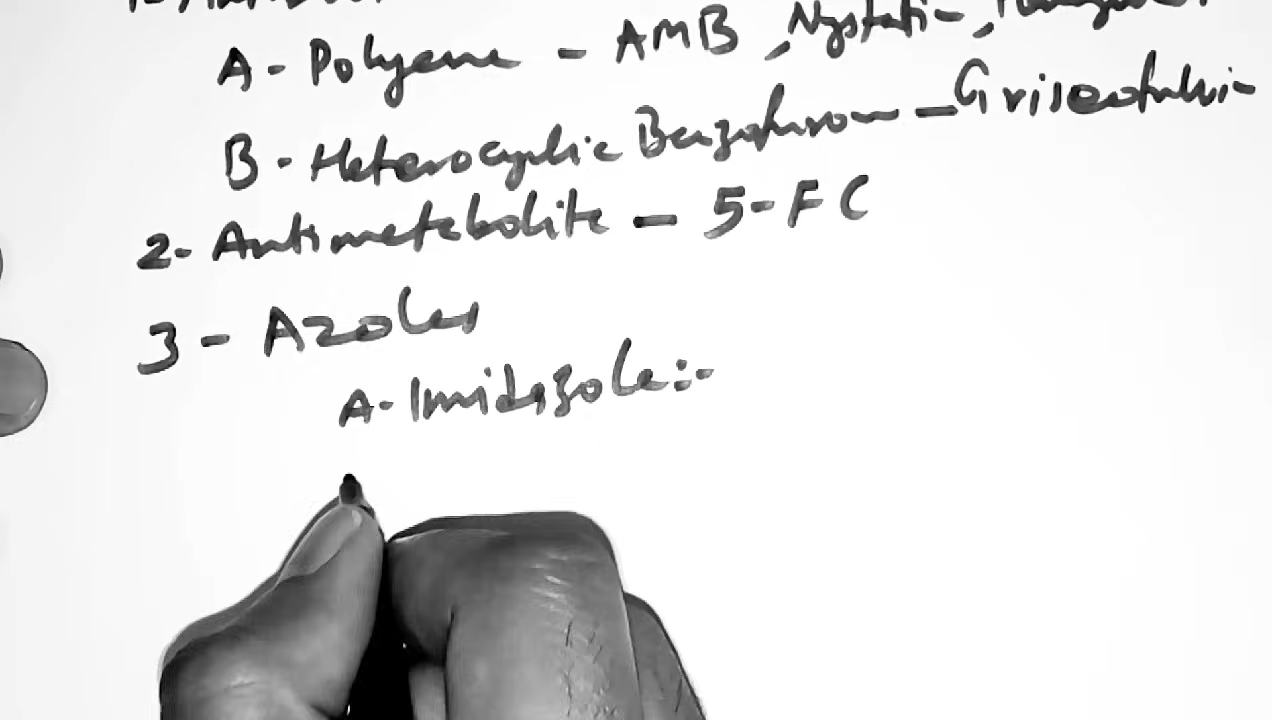 A - Polyene - AMB, Nystatin,
B - Heterocyclic Benzofuran - Griseofulvin
2 - Antimetabolite - 5-FC
3 - Azoles
A - Imidazole :-